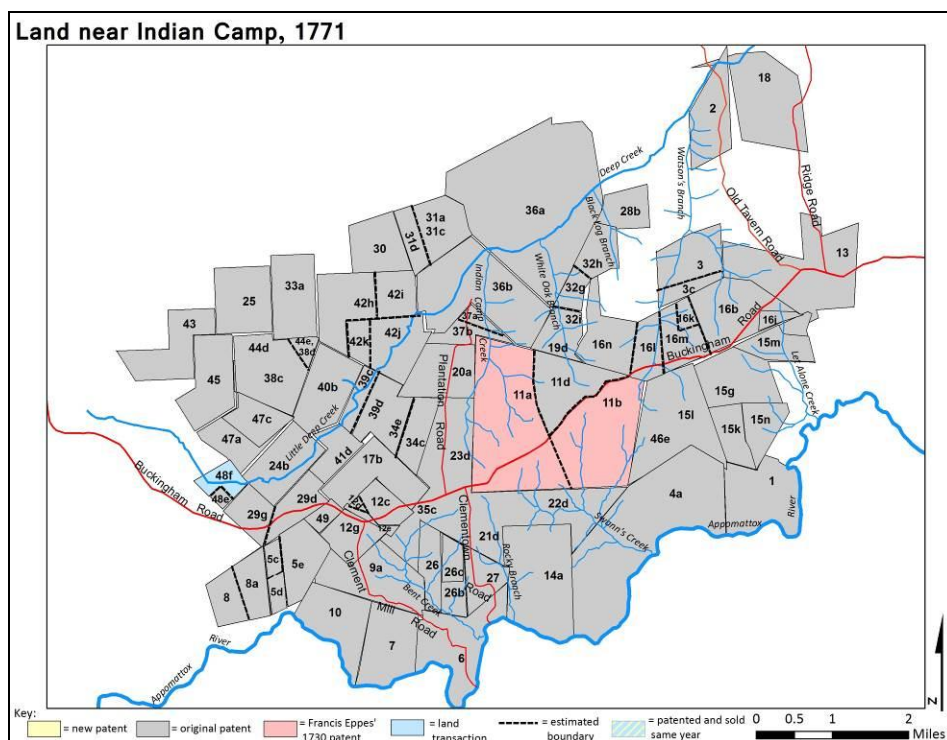 Land near Indian Camp, 1771
18
2
Deep Creek
Watson's Branch
Old Tavern Road
Ridge Road
36a
28b
31a
31c
31d
30
13
3
3c
32h
32g
32i
White Oak Branch
Indian Camp
Creek
36b
33a
25
42h
42i
43
42j
42k
37a
37b
16b
16j
16k
16m
16l
16n
Buckingham
Road
15m
Let Alone Creek
44d
44e,
38d
45
38c
40b
39c
39d
20a
Plantation
Road
19d
11d
11a
11b
15g
15l
15k
15n
46e
47c
47a
Little Deep Creek
34e
34c
23d
24b
41d
17b
48f
48e
Buckingham
Road
29g
29d
49
12c
12g
12e
35c
22d
4a
1
Swann's Creek
Appomattox
River
Clementown
Road
21d
Rocky Branch
14a
5c
5e
5d
8
8a
9a
26
26d
26b
27
Bent Creek
Clement
Mill
Road
10
7
6
Appomattox
River
N
Key:
= new patent
= original patent
= Francis Eppes'
1730 patent
= land
transaction
= estimated
boundary
= patented and sold
same year
0 0.5 1 2
Miles